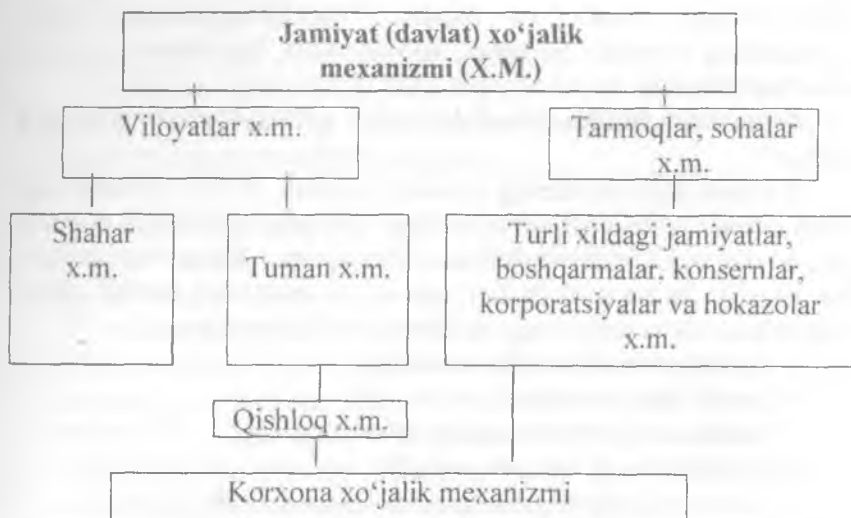 Jamiyat (davlat) xo‘jalik
mexanizmi (X.M.)
Viloyatlar x.m.
Tarmoqlar, sohalar
x.m.
Shahar
x.m.
Tuman x.m.
Turli xildagi jamiyatlar,
boshqarmalar, konsernlar,
korporatsiyalar va hokazolar
x.m.
Qishloq x.m.
Korxona xo‘jalik mexanizmi